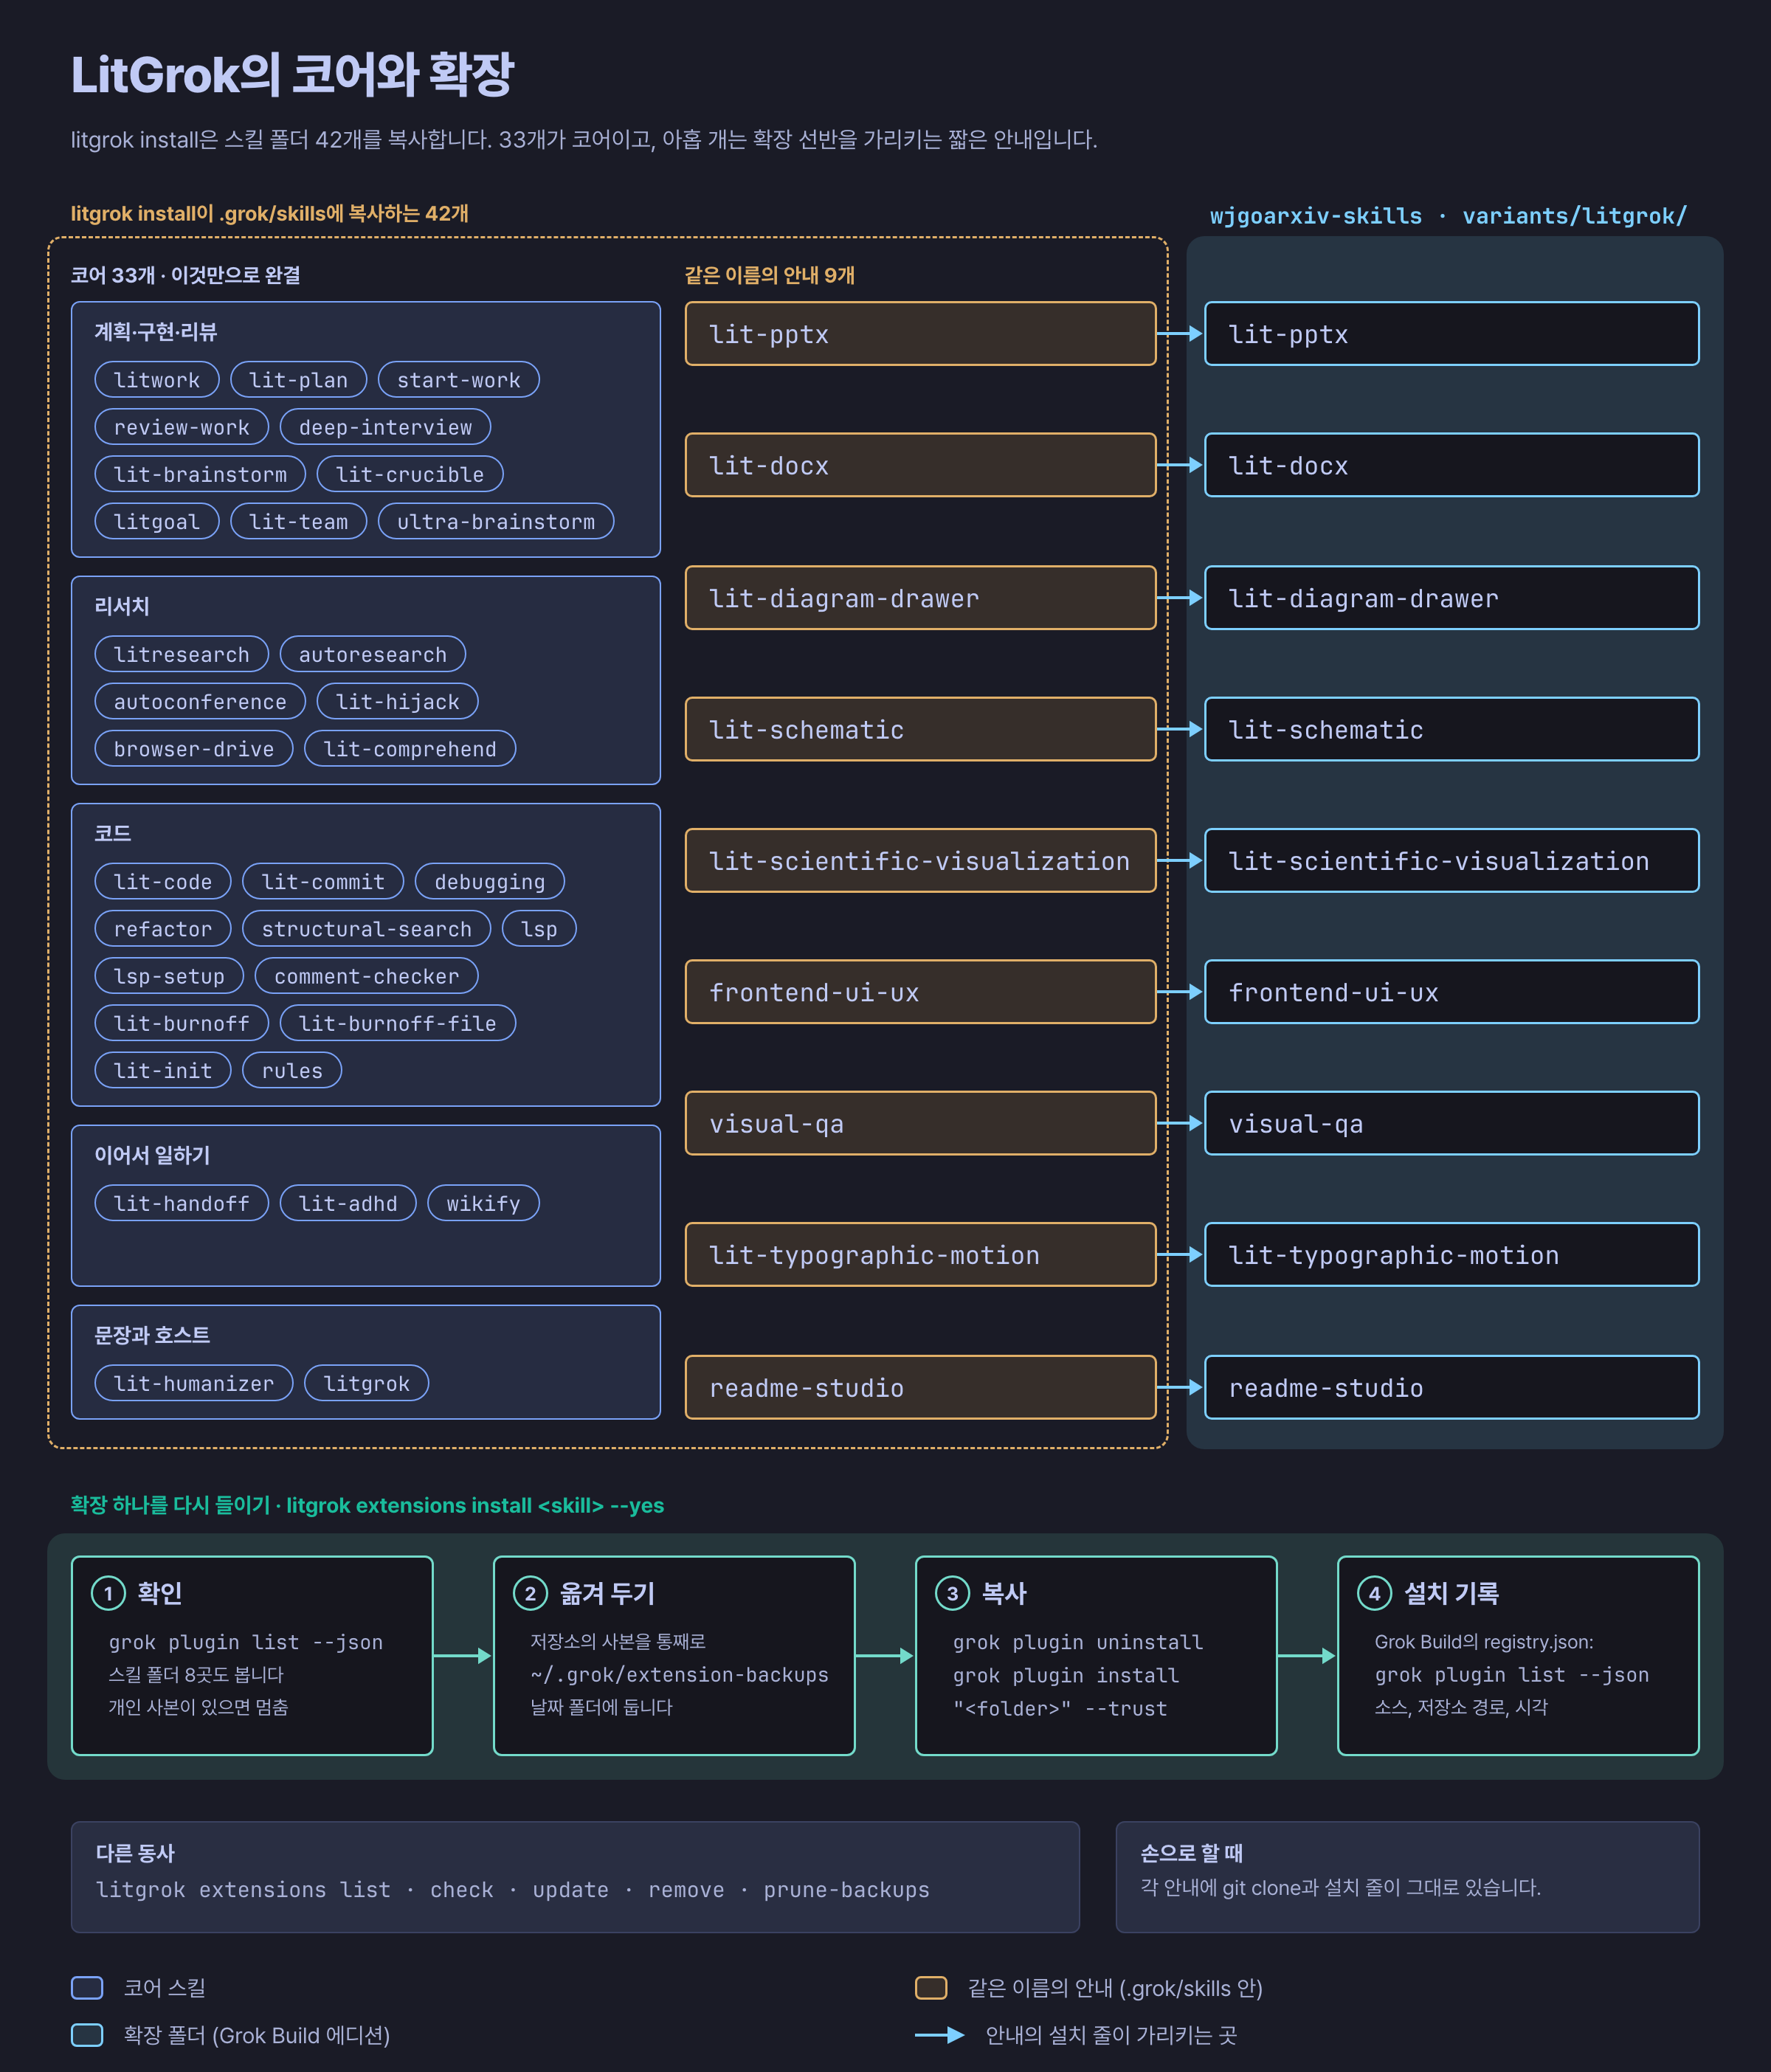 LitGrok의 코어와 확장
litgrok install은 스킬 폴더 42개를 복사합니다. 33개가 코어이고, 아홉 개는 확장 선반을 가리키는 짧은 안내입니다.
litgrok install이 .grok/skills에 복사하는 42개
wjgoarxiv-skills · variants/litgrok/
코어 33개 · 이것만으로 완결
계획·구현·리뷰
litwork lit-plan start-work
review-work deep-interview
lit-brainstorm lit-crucible
litgoal lit-team ultra-brainstorm
리서치
litresearch autoresearch
autoconference lit-hijack
browser-drive lit-comprehend
코드
lit-code lit-commit debugging
refactor structural-search lsp
lsp-setup comment-checker
lit-burnoff lit-burnoff-file
lit-init rules
이어서 일하기
lit-handoff lit-adhd wikify
문장과 호스트
lit-humanizer litgrok
같은 이름의 안내 9개
lit-pptx
lit-docx
lit-diagram-drawer
lit-schematic
lit-scientific-visualization
frontend-ui-ux
visual-qa
lit-typographic-motion
readme-studio
lit-pptx
lit-docx
lit-diagram-drawer
lit-schematic
lit-scientific-visualization
frontend-ui-ux
visual-qa
lit-typographic-motion
readme-studio
확장 하나를 다시 들이기 · litgrok extensions install <skill> --yes
1 확인
grok plugin list --json
스킬 폴더 8곳도 봅니다
개인 사본이 있으면 멈춤
2 옮겨 두기
저장소의 사본을 통째로
~/.grok/extension-backups
날짜 폴더에 둡니다
3 복사
grok plugin uninstall
grok plugin install
"<folder>" --trust
4 설치 기록
Grok Build의 registry.json:
grok plugin list --json
소스, 저장소 경로, 시각
다른 동사
litgrok extensions list · check · update · remove · prune-backups
손으로 할 때
각 안내에 git clone과 설치 줄이 그대로 있습니다.
코어 스킬
같은 이름의 안내 (.grok/skills 안)
확장 폴더 (Grok Build 에디션)
안내의 설치 줄이 가리키는 곳